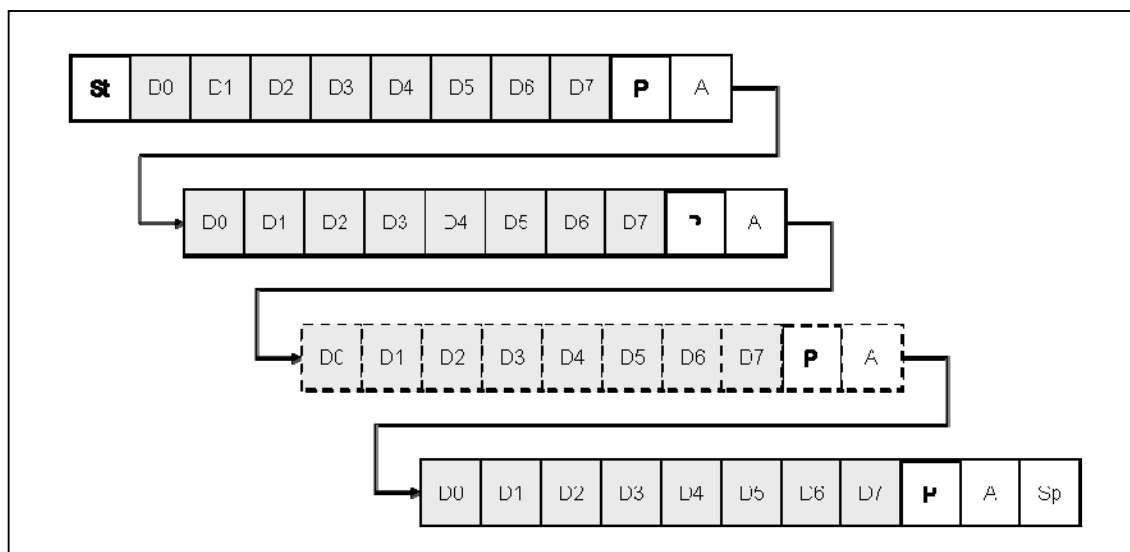 St D0 D1 D2 D3 D4 D5 D6 D7 P A
D0 D1 D2 D3 D4 D5 D6 D7 A
D0 D1 D2 D3 D4 D5 D6 D7 P A
D0 D1 D2 D3 D4 D5 D6 D7 P A Sp